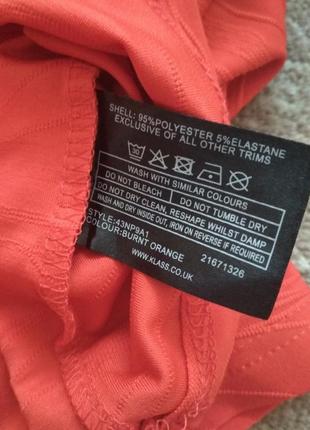 SHELL: 95%POLYESTER 5%ELASTANE
EXCLUSIVE OF ALL OTHER TRIMS
30
WASH WITH SIMILAR COLOURS
DO NOT BLEACH
DO NOT TUMBLE DRY
DO NOT DRY CLEAN, RESHAPE WHILST DAMP
WASH AND DRY INSIDE OUT, IRON ON REVERSE IF REQUIRED
STYLE: 43NP9A1
COLOUR: BURNT ORANGE
21671326
WWW.KLASS.CO.UK